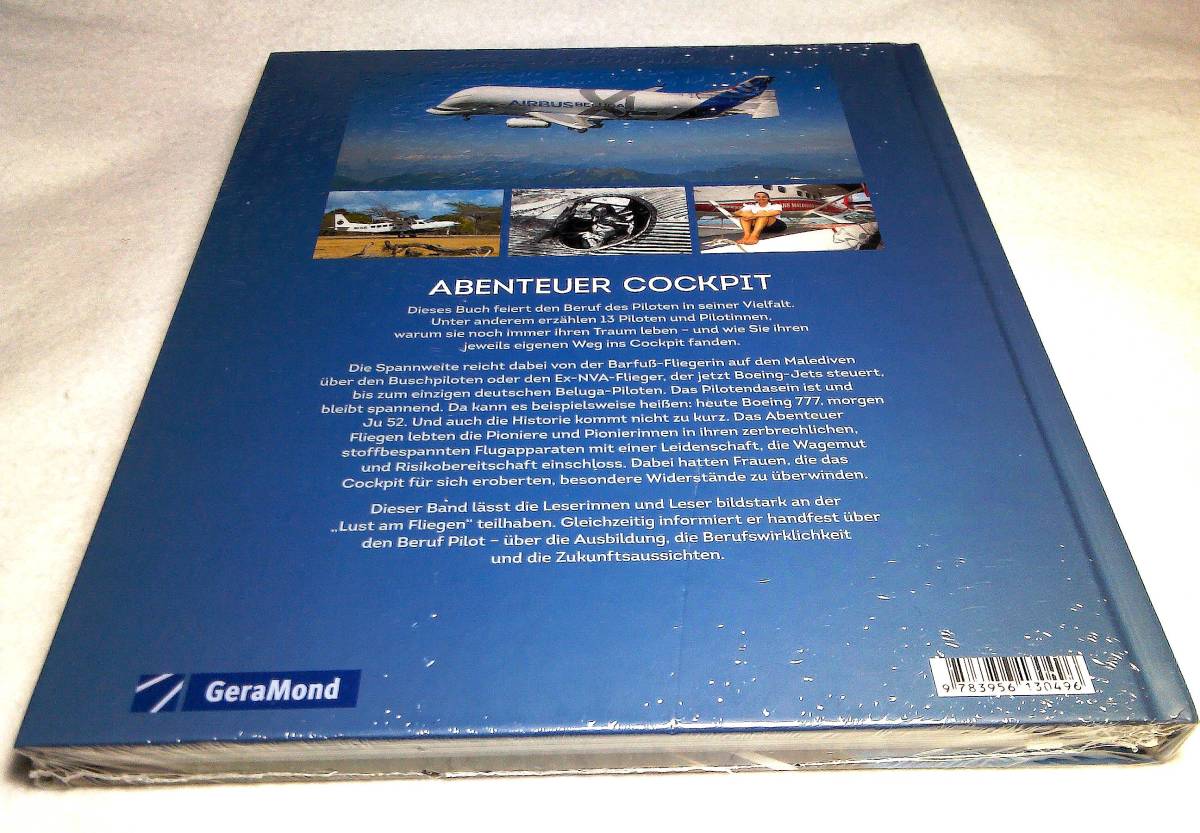 AIRBUS BELUGA
ABENTEUER COCKPIT
Dieses Buch feiert den Beruf des Piloten in seiner Vielfalt.
Unter anderem erzählen 13 Piloten und Pilotinnen,
warum sie noch immer ihren Traum leben – und wie Sie ihren
jeweils eigenen Weg ins Cockpit fanden.
Die Spannweite reicht dabei von der Barfuß-Fliegerin auf den Malediven
über den Buschpiloten oder den Ex-NVA-Flieger, der jetzt Boeing-Jets steuert,
bis zum einzigen deutschen Beluga-Piloten. Das Pilotendasein ist und
bleibt spannend. Da kann es beispielsweise heißen: heute Boeing 777, morgen
Ju 52. Und auch die Historie kommt nicht zu kurz. Das Abenteuer
Fliegen lebten die Pioniere und Pionierinnen in ihren zerbrechlichen,
stoffbespannten Flugapparaten mit einer Leidenschaft, die Wagemut
und Risikobereitschaft einschloss. Dabei hatten Frauen, die das
Cockpit für sich eroberten, besondere Widerstände zu überwinden.
Dieser Band lässt die Leserinnen und Leser bildstark an der
„Lust am Fliegen“ teilhaben. Gleichzeitig informiert er handfest über
den Beruf Pilot – über die Ausbildung, die Berufswirklichkeit
und die Zukunftsaussichten.
GeraMond
9 783956 130496